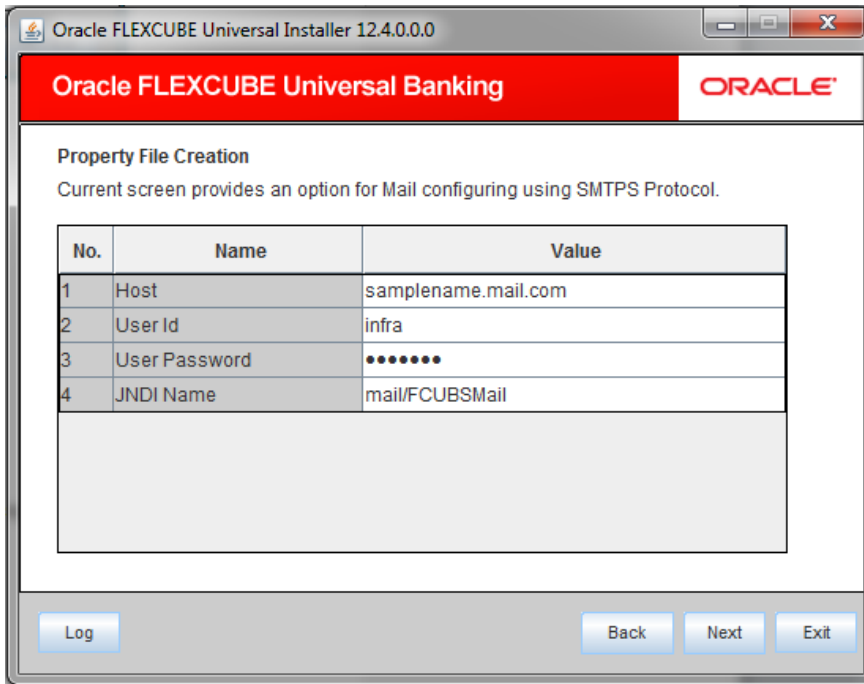 Oracle FLEXCUBE Universal Installer 12.4.0.0.0
Oracle FLEXCUBE Universal Banking
ORACLE
Property File Creation
Current screen provides an option for Mail configuring using SMTPS Protocol.
No. Name Value
1 Host samplename.mail.com
2 User Id infra
3 User Password •••••••
4 JNDI Name mail/FCUBSMail
Log Back Next Exit